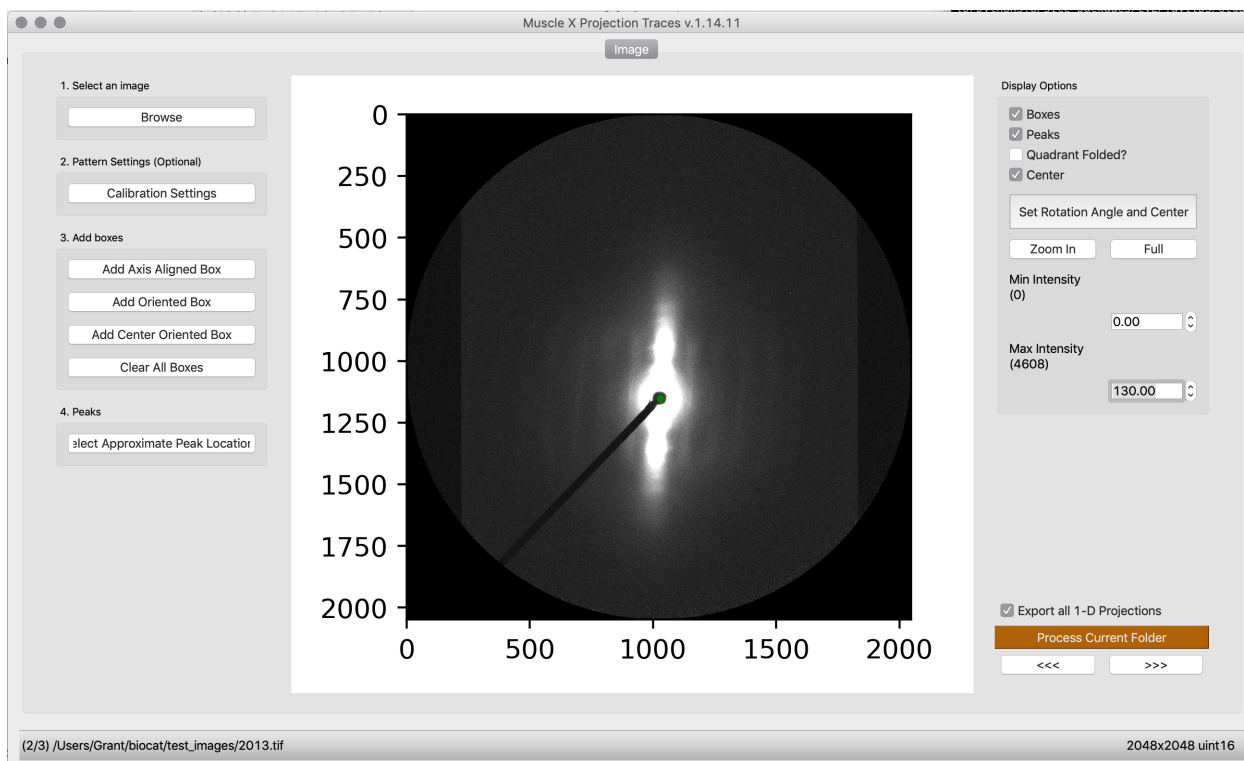 Muscle X Projection Traces v.1.14.11
Image
1. Select an image
Browse
2. Pattern Settings (Optional)
Calibration Settings
3. Add boxes
Add Axis Aligned Box
Add Oriented Box
Add Center Oriented Box
Clear All Boxes
4. Peaks
elect Approximate Peak Location
0
250
500
750
1000
1250
1500
1750
2000
0 500 1000 1500 2000
Display Options
Boxes
Peaks
Quadrant Folded?
Center
Set Rotation Angle and Center
Zoom In Full
Min Intensity
(0)
0.00
Max Intensity
(4608)
130.00
Export all 1-D Projections
Process Current Folder
<<< >>>
(2/3) /Users/Grant/biocat/test_images/2013.tif 2048x2048 uint16